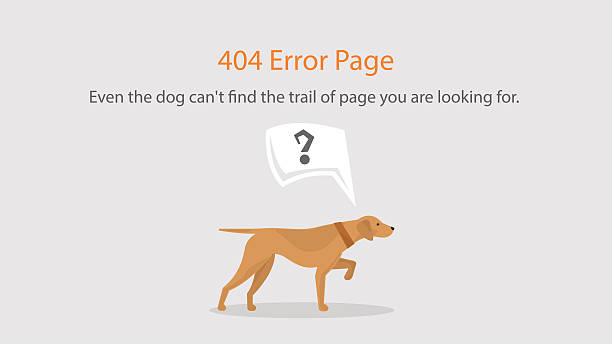 404 Error Page
Even the dog can't find the trail of page you are looking for.
?